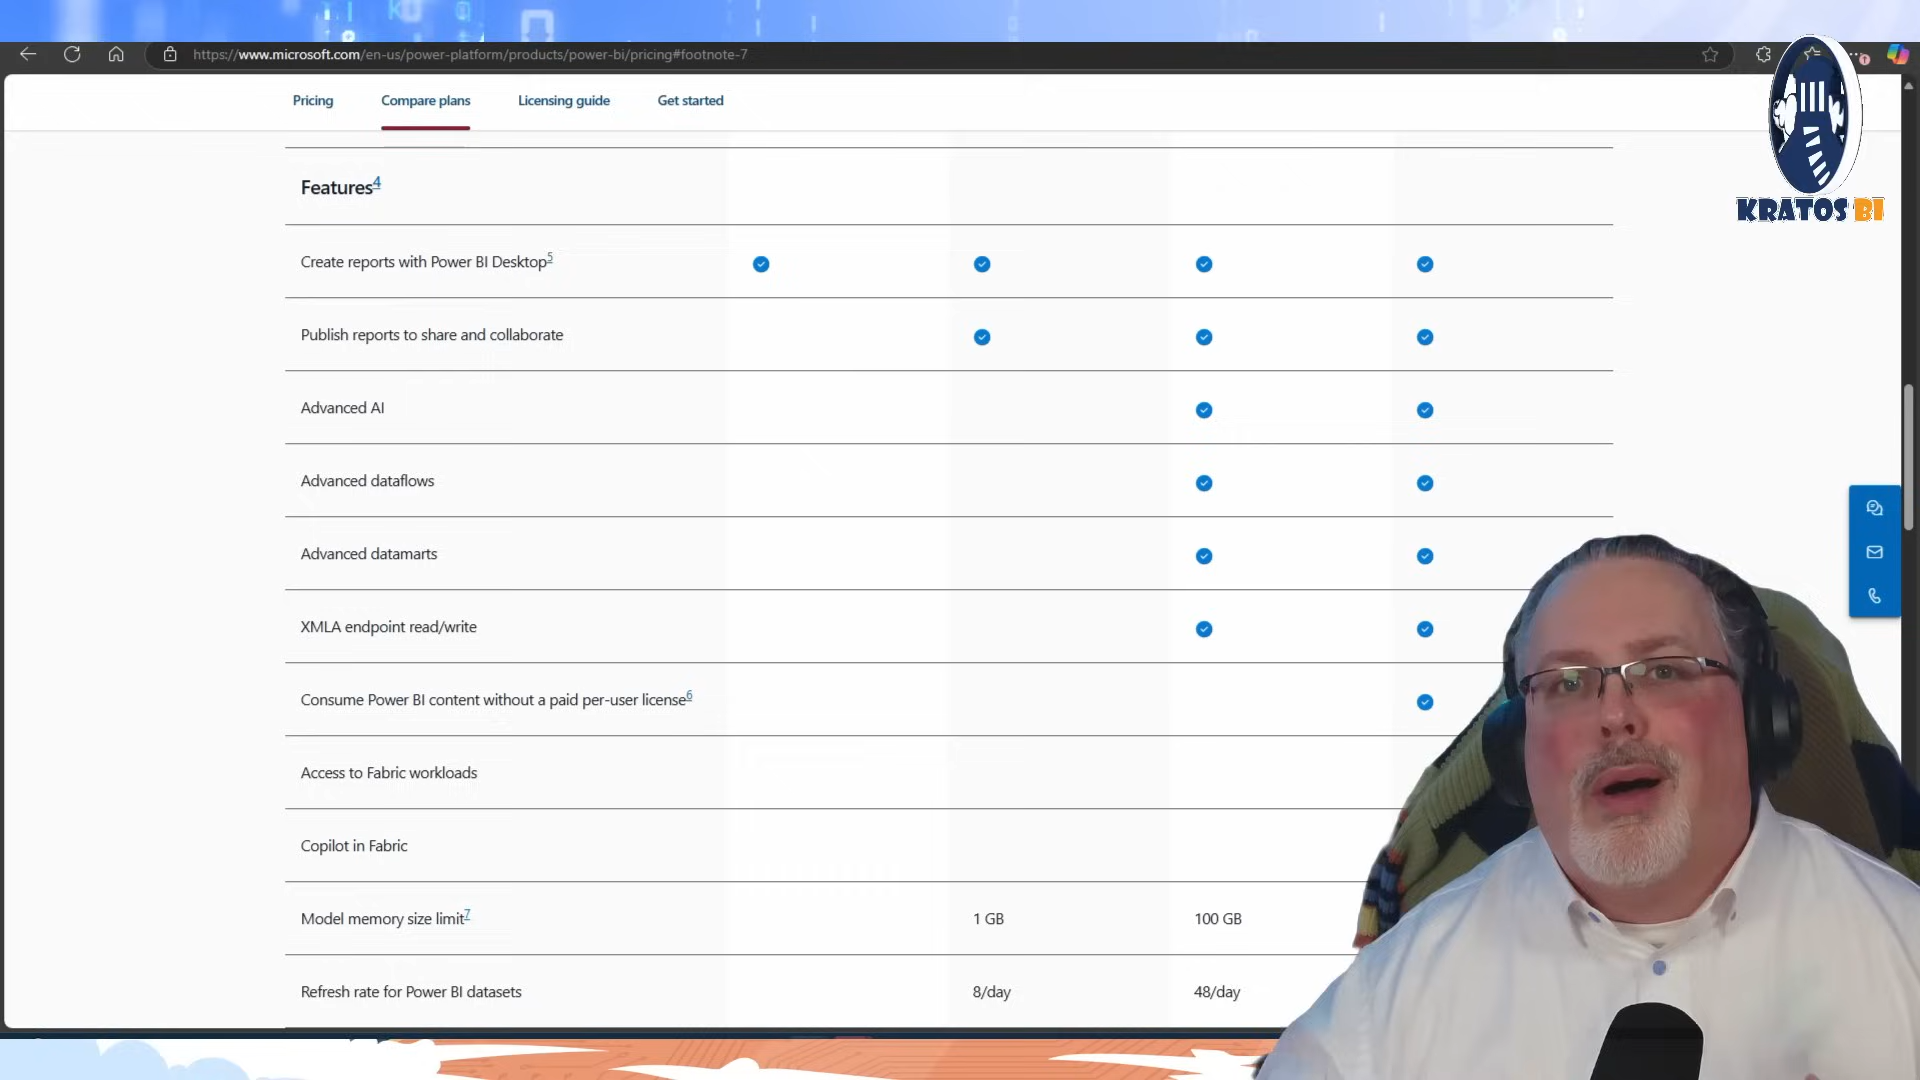 https://www.microsoft.com/en-us/power-platform/products/power-bi/pricing#footnote-7
Pricing Compare plans Licensing guide Get started
KRATOS BI
Features4
Create reports with Power BI Desktop5
Publish reports to share and collaborate
Advanced AI
Advanced dataflows
Advanced datamarts
XMLA endpoint read/write
Consume Power BI content without a paid per-user license6
Access to Fabric workloads
Copilot in Fabric
Model memory size limit7 1 GB 100 GB
Refresh rate for Power BI datasets 8/day 48/day